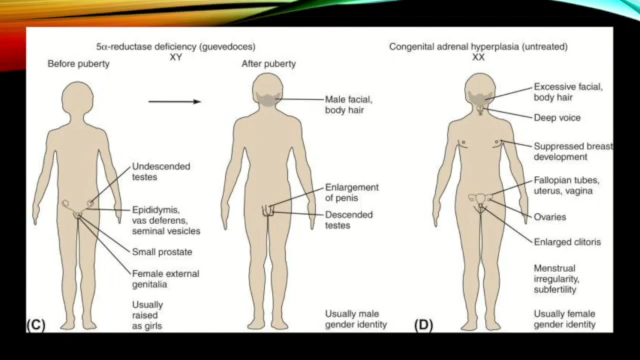 5α-reductase deficiency (guevedoces)
XY
Before puberty
After puberty
Male facial,
body hair
Undescended
testes
Epididymis,
vas deferens,
seminal vesicles
Small prostate
Female external
genitalia
Usually
raised
as girls
Enlargement
of penis
Descended
testes
Usually male
gender identity
(C)
Congenital adrenal hyperplasia (untreated)
XX
Excessive facial,
body hair
Deep voice
Suppressed breast
development
Fallopian tubes,
uterus, vagina
Ovaries
Enlarged clitoris
Menstrual
irregularity,
subfertility
Usually female
gender identity
(D)